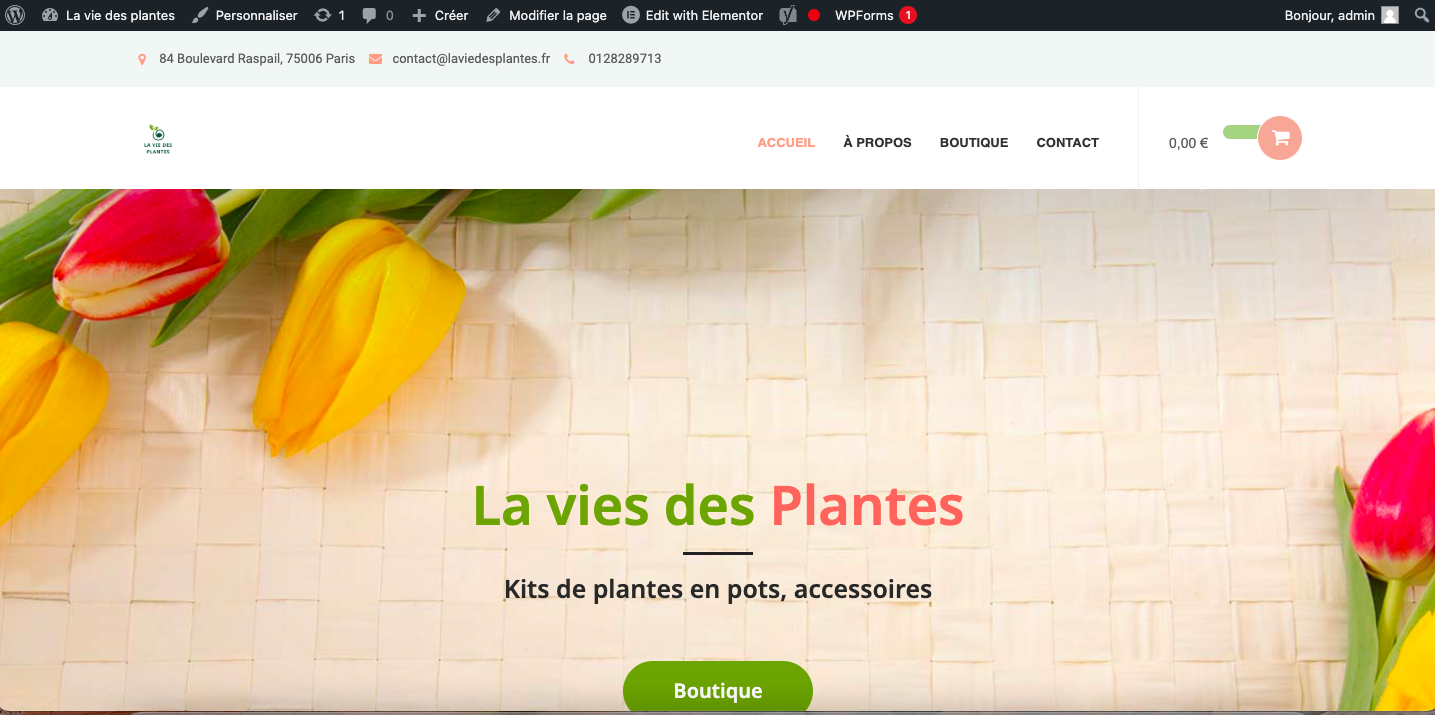 La vie des plantes Personnaliser 1 0 Créer Modifier la page Edit with Elementor WPForms 1 Bonjour, admin
84 Boulevard Raspail, 75006 Paris contact@laviedesplantes.fr 0128289713
LA VIE DES
PLANTES
ACCUEIL À PROPOS BOUTIQUE CONTACT 0,00 €
La vies des Plantes
Kits de plantes en pots, accessoires
Boutique